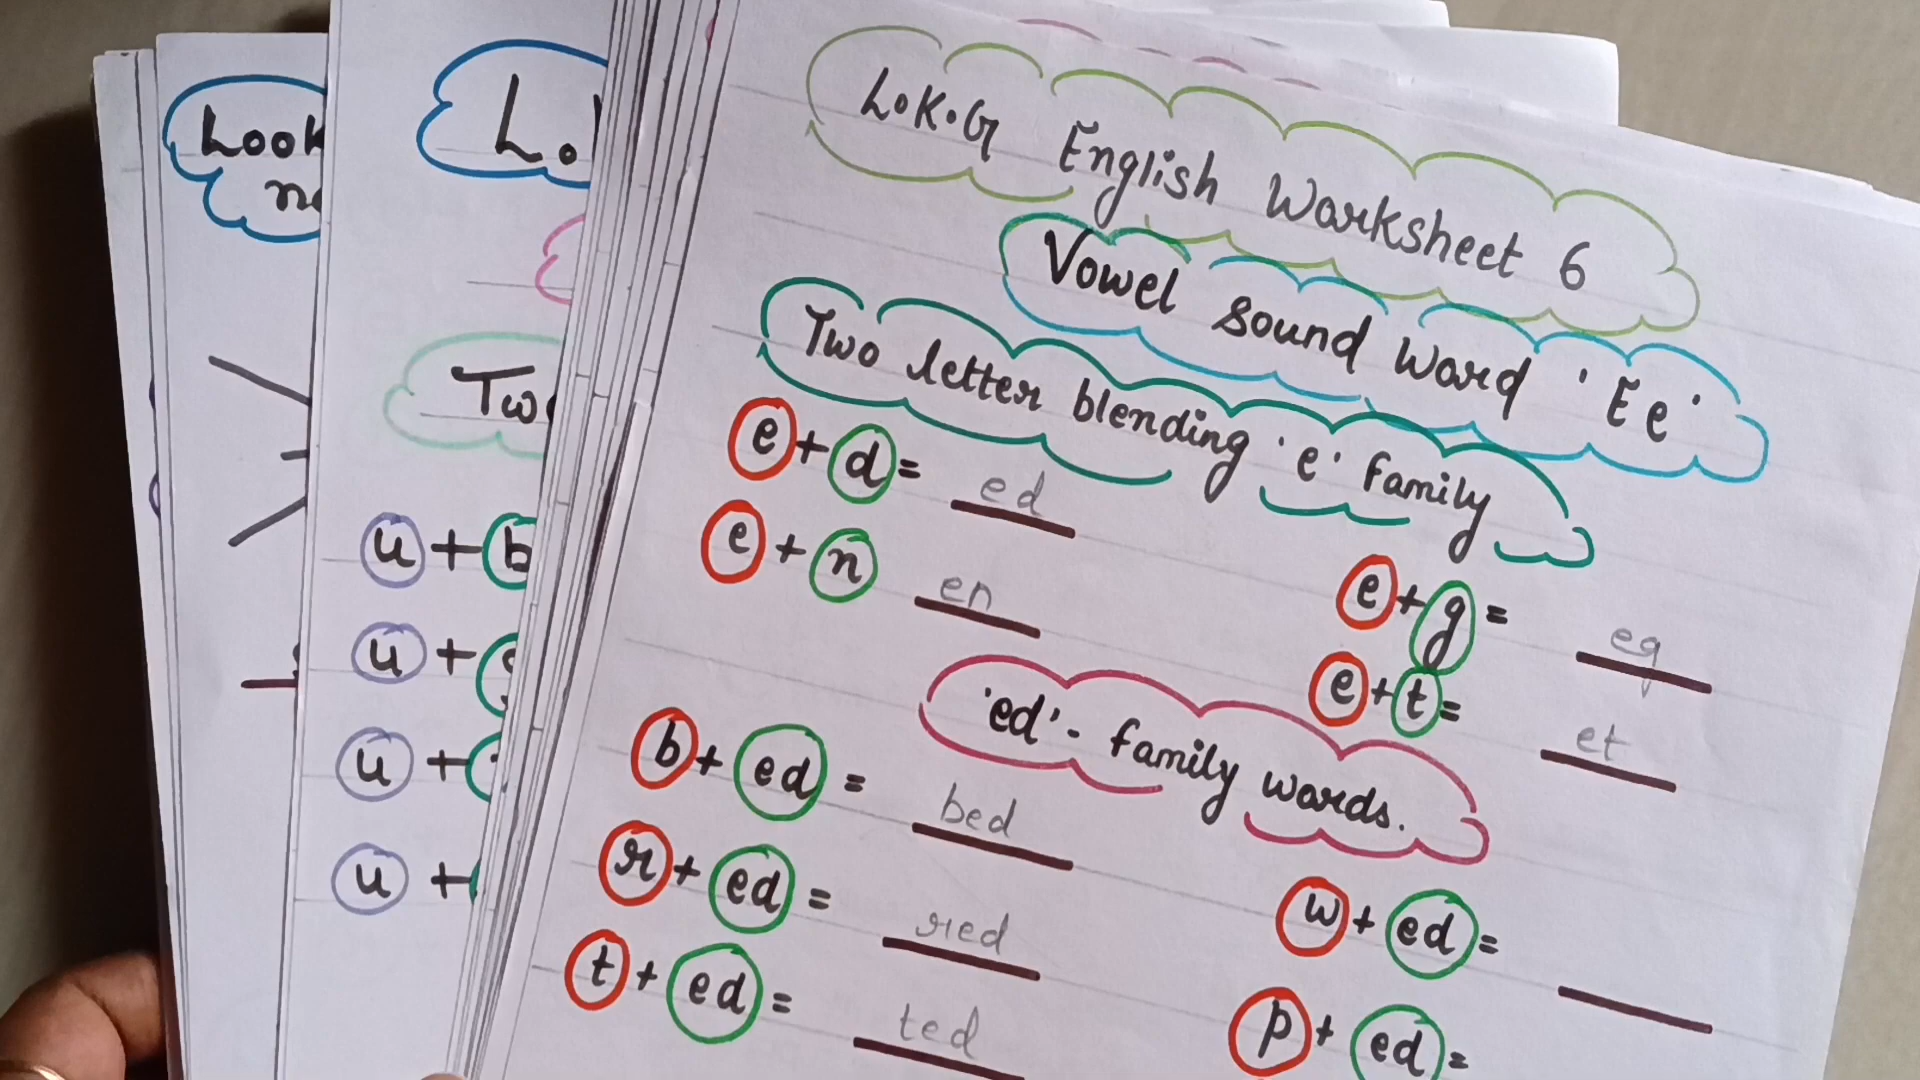 Look
L.
u + b
u +
u +
u +
L.K.G English Worksheet 6
Vowel Sound Word 'Ee'
Two letter blending 'e' family
e + d = ed
e + n en
e + g = eg
e + t = et
'ed'- family words.
b + ed = bed
r + ed = red
t + ed = ted
w + ed =
p + ed =